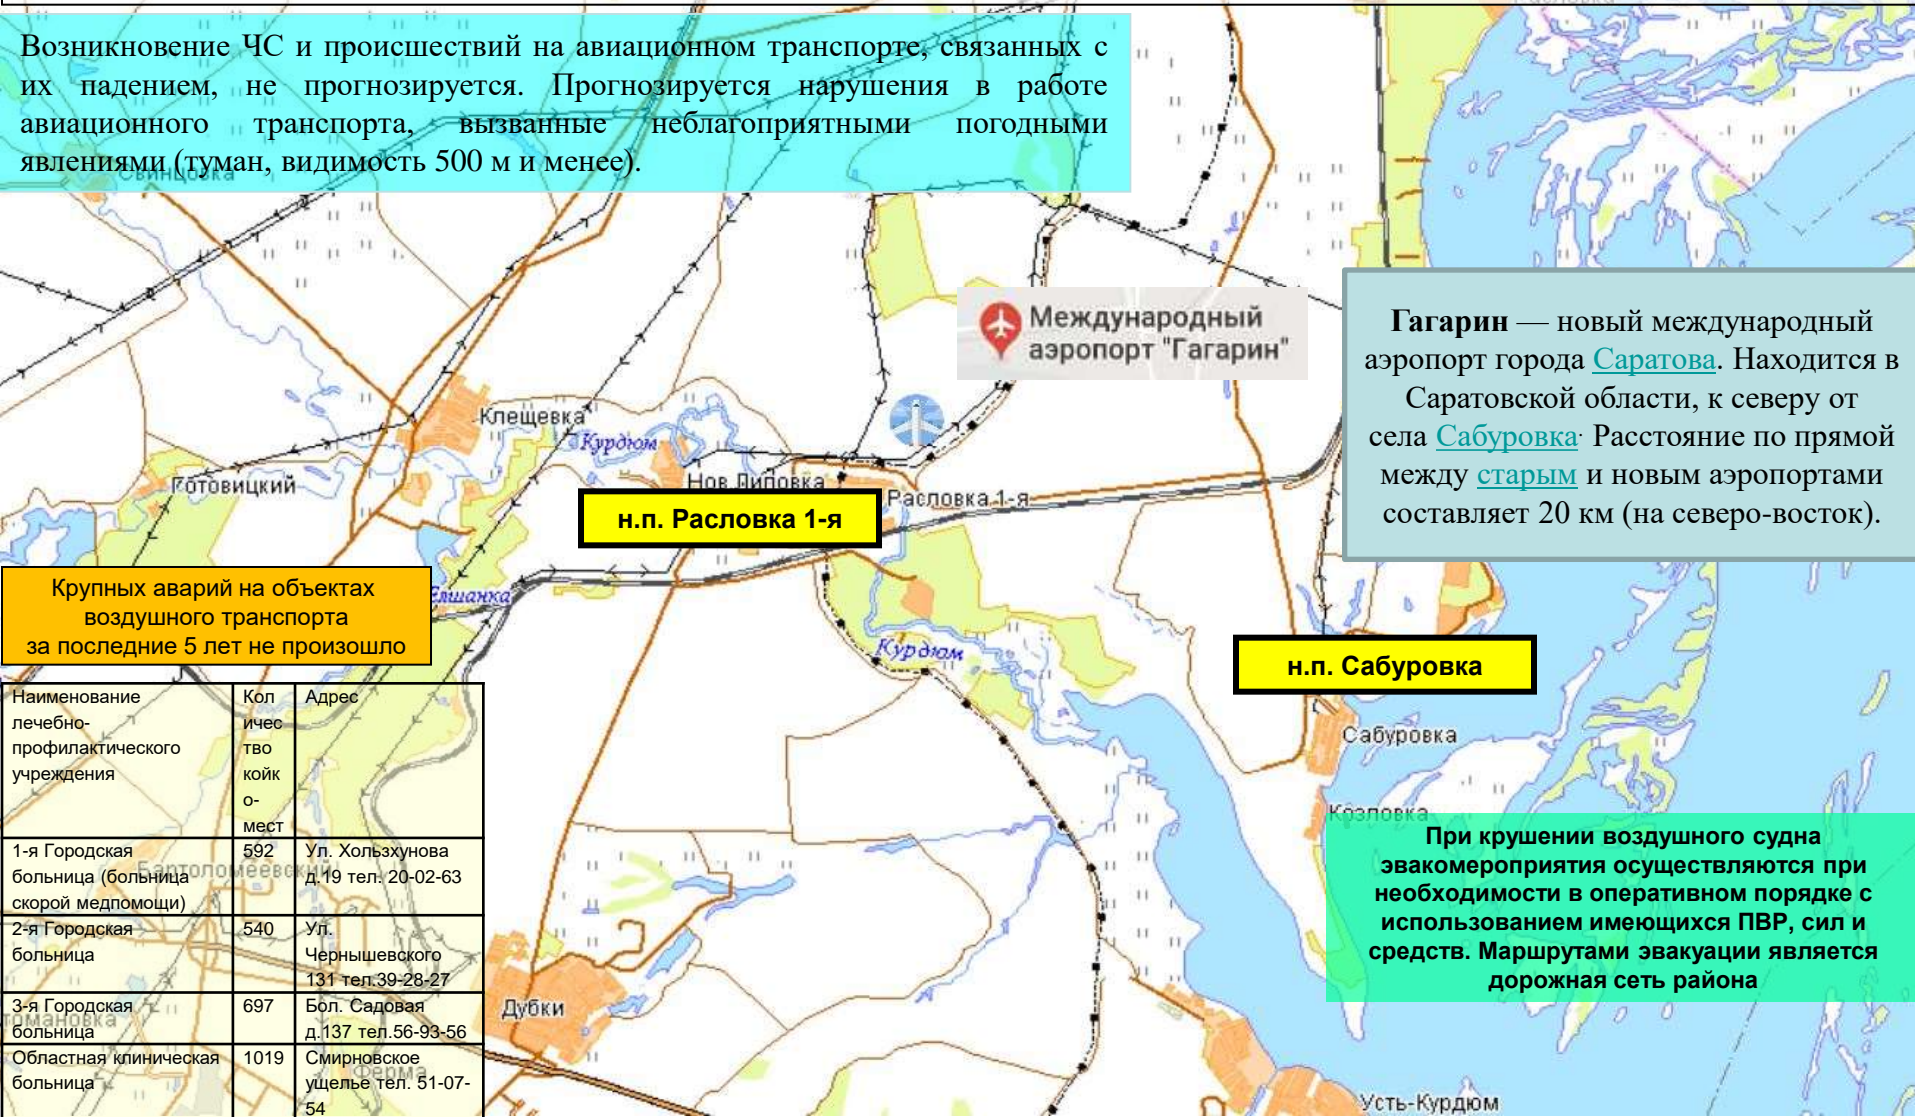 Возникновение ЧС и происшествий на авиационном транспорте, связанных с
их падением, не прогнозируется. Прогнозируется нарушения в работе
авиационного транспорта, вызванные неблагоприятными погодными
явлениями (туман, видимость 500 м и менее).
Свинцовка
Международный
аэропорт "Гагарин"
Гагарин — новый международный
аэропорт города Саратова. Находится в
Саратовской области, к северу от
села Сабуровка. Расстояние по прямой
между старым и новым аэропортами
составляет 20 км (на северо-восток).
Клещевка
Курдюм
Готовицкий
Нов Липовка
Расловка 1-я
н.п. Расловка 1-я
Елшанка
Крупных аварий на объектах
воздушного транспорта
за последние 5 лет не произошло
Курдюм
н.п. Сабуровка
Сабуровка
Козловка
Наименование
лечебно-
профилактического
учреждения
Кол
ичес
тво
койк
о-
мест
Адрес
1-я Городская
больница (больница
скорой медпомощи)
592
Ул. Хользхунова
д.19 тел. 20-02-63
Бартоломеевский
2-я Городская
больница
540
Ул.
Чернышевского
131 тел.39-28-27
3-я Городская
больница
697
Бол. Садовая
д.137 тел.56-93-56
Областная клиническая
больница
1019
Смирновское
ущелье тел. 51-07-
54
Ферма
Дубки
При крушении воздушного судна
эвакомероприятия осуществляются при
необходимости в оперативном порядке с
использованием имеющихся ПВР, сил и
средств. Маршрутами эвакуации является
дорожная сеть района
Усть-Курдюм